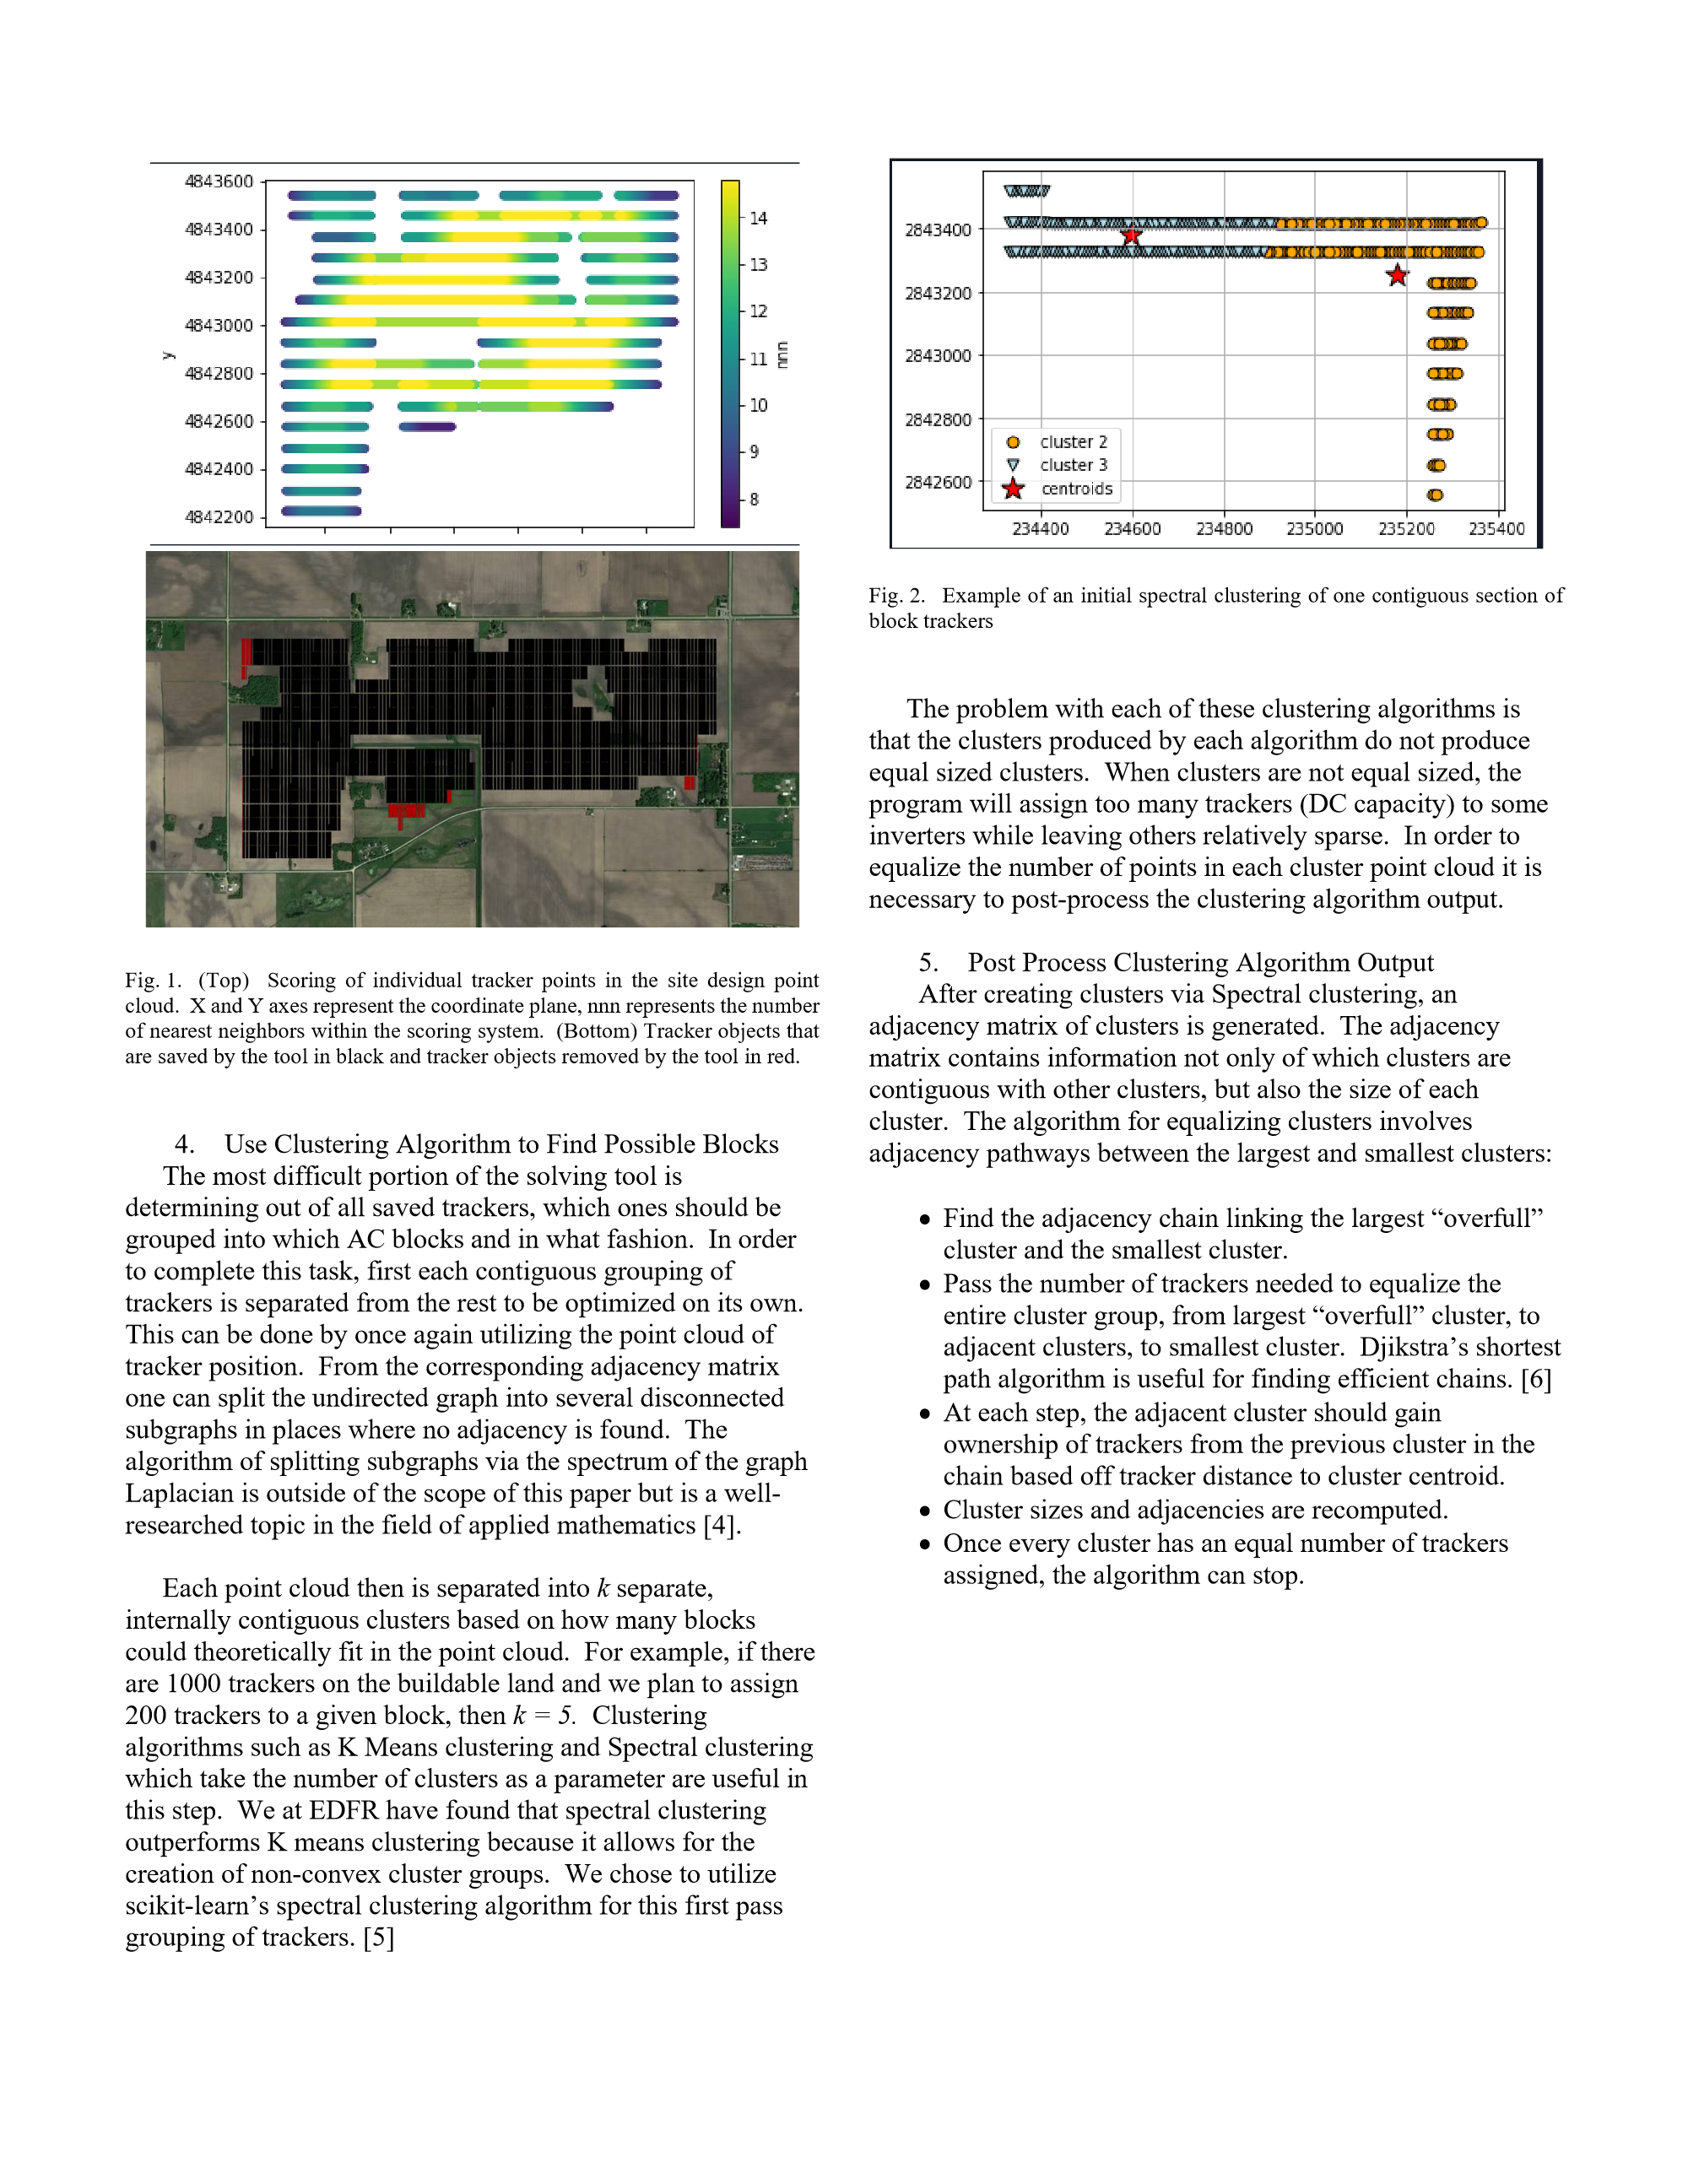 4843600
4843400
4843200
4843000
4842800
4842600
4842400
4842200
y
14
13
12
11
10
9
8
nnn
Fig. 1. (Top) Scoring of individual tracker points in the site design point
cloud. X and Y axes represent the coordinate plane, nnn represents the number
of nearest neighbors within the scoring system. (Bottom) Tracker objects that
are saved by the tool in black and tracker objects removed by the tool in red.
4. Use Clustering Algorithm to Find Possible Blocks
The most difficult portion of the solving tool is
determining out of all saved trackers, which ones should be
grouped into which AC blocks and in what fashion. In order
to complete this task, first each contiguous grouping of
trackers is separated from the rest to be optimized on its own.
This can be done by once again utilizing the point cloud of
tracker position. From the corresponding adjacency matrix
one can split the undirected graph into several disconnected
subgraphs in places where no adjacency is found. The
algorithm of splitting subgraphs via the spectrum of the graph
Laplacian is outside of the scope of this paper but is a well-
researched topic in the field of applied mathematics [4].
Each point cloud then is separated into k separate,
internally contiguous clusters based on how many blocks
could theoretically fit in the point cloud. For example, if there
are 1000 trackers on the buildable land and we plan to assign
200 trackers to a given block, then k = 5. Clustering
algorithms such as K Means clustering and Spectral clustering
which take the number of clusters as a parameter are useful in
this step. We at EDFR have found that spectral clustering
outperforms K means clustering because it allows for the
creation of non-convex cluster groups. We chose to utilize
scikit-learn’s spectral clustering algorithm for this first pass
grouping of trackers. [5]
2843400
2843200
2843000
2842800
2842600
cluster 2
cluster 3
centroids
234400 234600 234800 235000 235200 235400
Fig. 2. Example of an initial spectral clustering of one contiguous section of
block trackers
The problem with each of these clustering algorithms is
that the clusters produced by each algorithm do not produce
equal sized clusters. When clusters are not equal sized, the
program will assign too many trackers (DC capacity) to some
inverters while leaving others relatively sparse. In order to
equalize the number of points in each cluster point cloud it is
necessary to post-process the clustering algorithm output.
5. Post Process Clustering Algorithm Output
After creating clusters via Spectral clustering, an
adjacency matrix of clusters is generated. The adjacency
matrix contains information not only of which clusters are
contiguous with other clusters, but also the size of each
cluster. The algorithm for equalizing clusters involves
adjacency pathways between the largest and smallest clusters:
• Find the adjacency chain linking the largest “overfull”
cluster and the smallest cluster.
• Pass the number of trackers needed to equalize the
entire cluster group, from largest “overfull” cluster, to
adjacent clusters, to smallest cluster. Djikstra’s shortest
path algorithm is useful for finding efficient chains. [6]
• At each step, the adjacent cluster should gain
ownership of trackers from the previous cluster in the
chain based off tracker distance to cluster centroid.
• Cluster sizes and adjacencies are recomputed.
• Once every cluster has an equal number of trackers
assigned, the algorithm can stop.